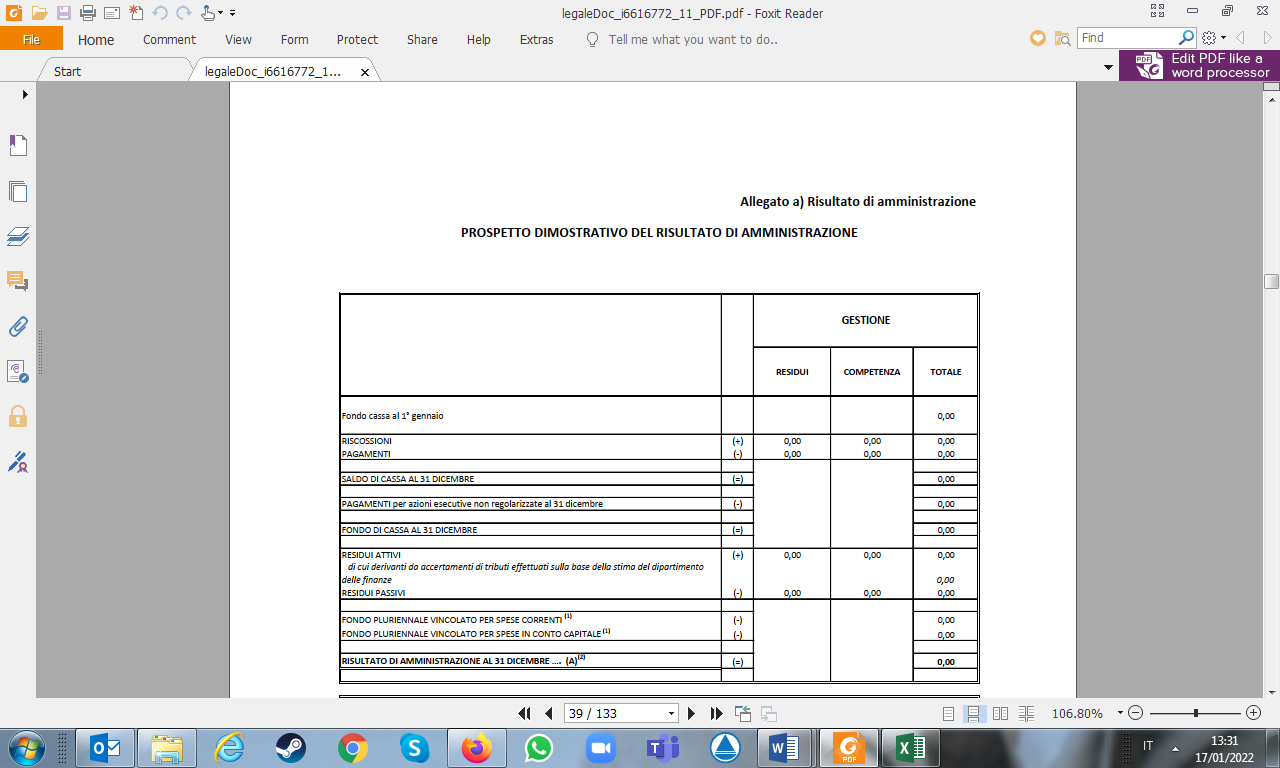 legaleDoc_i6616772_11_PDF.pdf - Foxit Reader
File Home Comment View Form Protect Share Help Extras Tell me what you want to do.. Find
Start legaleDoc_i6616772_1... Edit PDF like a
word processor
Allegato a) Risultato di amministrazione
PROSPETTO DIMOSTRATIVO DEL RISULTATO DI AMMINISTRAZIONE
GESTIONE
RESIDUI COMPETENZA TOTALE
Fondo cassa al 1° gennaio 0,00
RISCOSSIONI (+) 0,00 0,00 0,00
PAGAMENTI (-) 0,00 0,00 0,00
SALDO DI CASSA AL 31 DICEMBRE (=) 0,00
PAGAMENTI per azioni esecutive non regolarizzate al 31 dicembre (-) 0,00
FONDO DI CASSA AL 31 DICEMBRE (=) 0,00
RESIDUI ATTIVI (+) 0,00 0,00 0,00
di cui derivanti da accertamenti di tributi effettuati sulla base della stima del dipartimento
delle finanze 0,00
RESIDUI PASSIVI (-) 0,00 0,00 0,00
FONDO PLURIENNALE VINCOLATO PER SPESE CORRENTI (1) (-) 0,00
FONDO PLURIENNALE VINCOLATO PER SPESE IN CONTO CAPITALE (1) (-) 0,00
RISULTATO DI AMMINISTRAZIONE AL 31 DICEMBRE .... (A)(2) (=) 0,00
39 / 133 106.80%
IT 13:31
17/01/2022